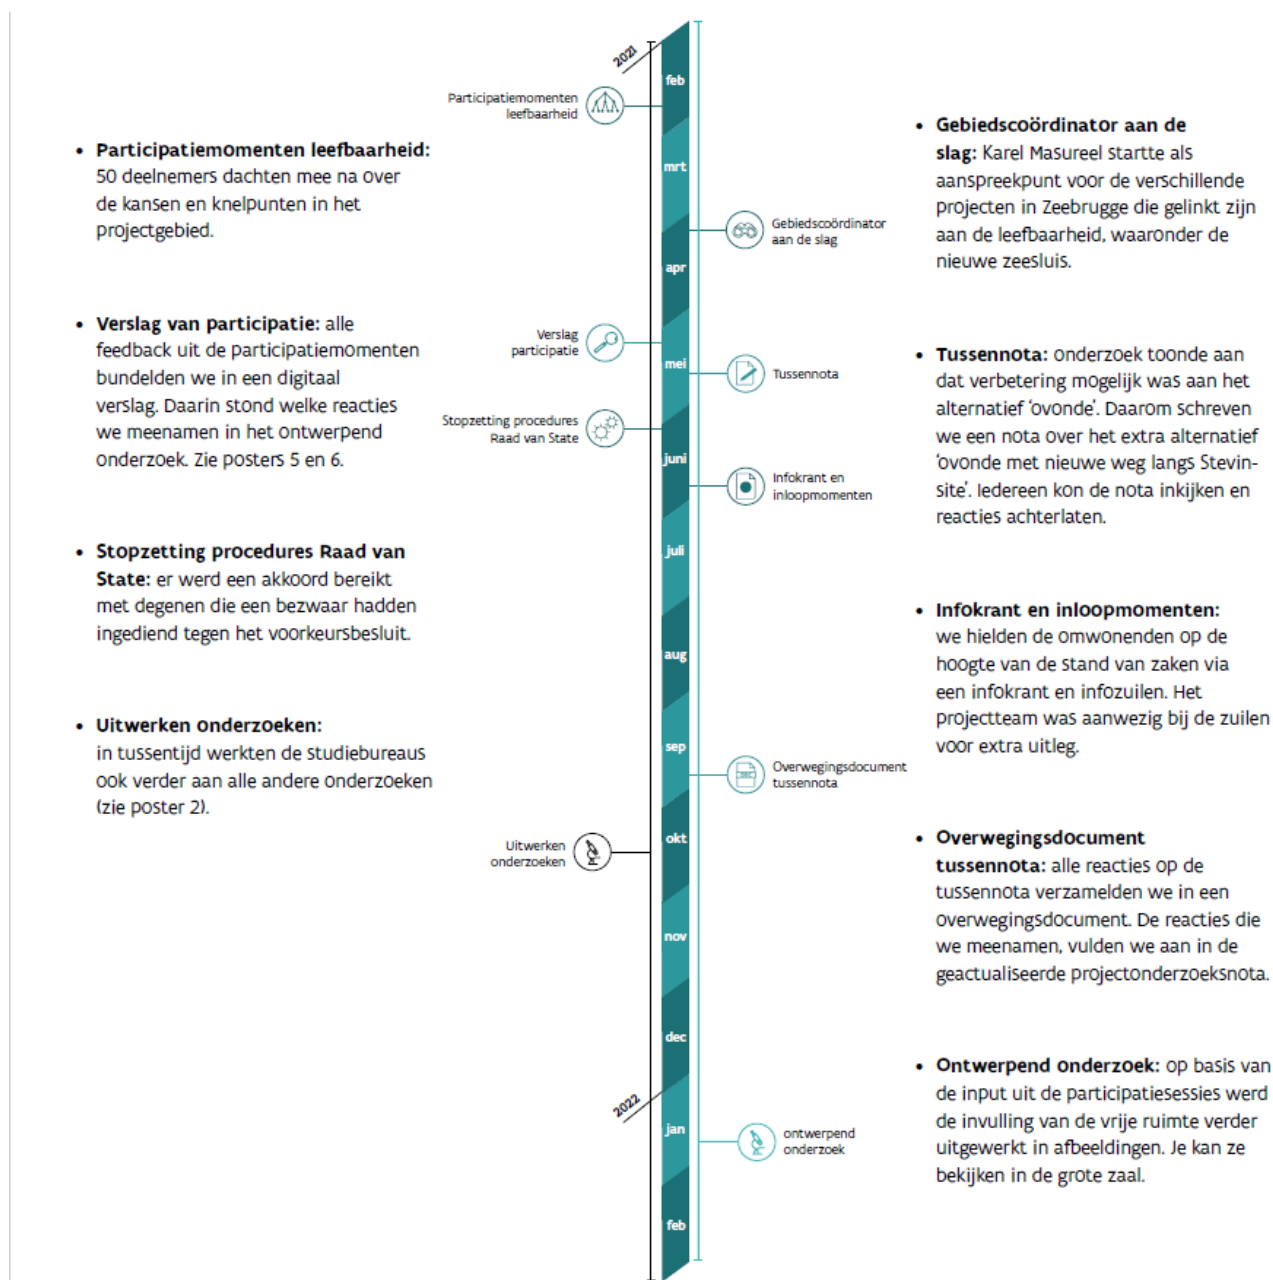 • Participatiemomenten leefbaarheid:
50 deelnemers dachten mee na over
de kansen en knelpunten in het
projectgebied.
• Verslag van participatie: alle
feedback uit de participatiemomenten
bundelden we in een digitaal
verslag. Daarin stond welke reacties
we meenamen in het ontwerpend
onderzoek. Zie posters 5 en 6.
• Stopzetting procedures Raad van
State: er werd een akkoord bereikt
met degenen die een bezwaar hadden
ingediend tegen het voorkeursbesluit.
• Uitwerken onderzoeken:
in tussentijd werkten de studiebureaus
ook verder aan alle andere onderzoeken
(zie poster 2).
Participatiemomenten
leefbaarheid
Verslag
participatie
Stopzetting procedures
Raad van State
Uitwerken
onderzoeken
2021
feb
mrt
apr
mei
juni
juli
aug
sep
okt
nov
dec
2022
jan
feb
Gebiedscoördinator
aan de slag
Tussennota
Infokrant en
inloopmomenten
Overwegingsdocument
tussennota
ontwerpend
onderzoek
• Gebiedscoördinator aan de
slag: Karel Masureel startte als
aanspreekpunt voor de verschillende
projecten in Zeebrugge die gelinkt zijn
aan de leefbaarheid, waaronder de
nieuwe zeesluis.
• Tussennota: onderzoek toonde aan
dat verbetering mogelijk was aan het
alternatief ‘ovonde’. Daarom schreven
we een nota over het extra alternatief
‘ovonde met nieuwe weg langs Stevin-
site’. Iedereen kon de nota inkijken en
reacties achterlaten.
• Infokrant en inloopmomenten:
we hielden de omwonenden op de
hoogte van de stand van zaken via
een infokrant en infozuilen. Het
projectteam was aanwezig bij de zuilen
voor extra uitleg.
• Overwegingsdocument
tussennota: alle reacties op de
tussennota verzamelden we in een
overwegingsdocument. De reacties die
we meenamen, vulden we aan in de
geactualiseerde projectonderzoeksnota.
• Ontwerpend onderzoek: op basis van
de input uit de participatiesessies werd
de invulling van de vrije ruimte verder
uitgewerkt in afbeeldingen. Je kan ze
bekijken in de grote zaal.